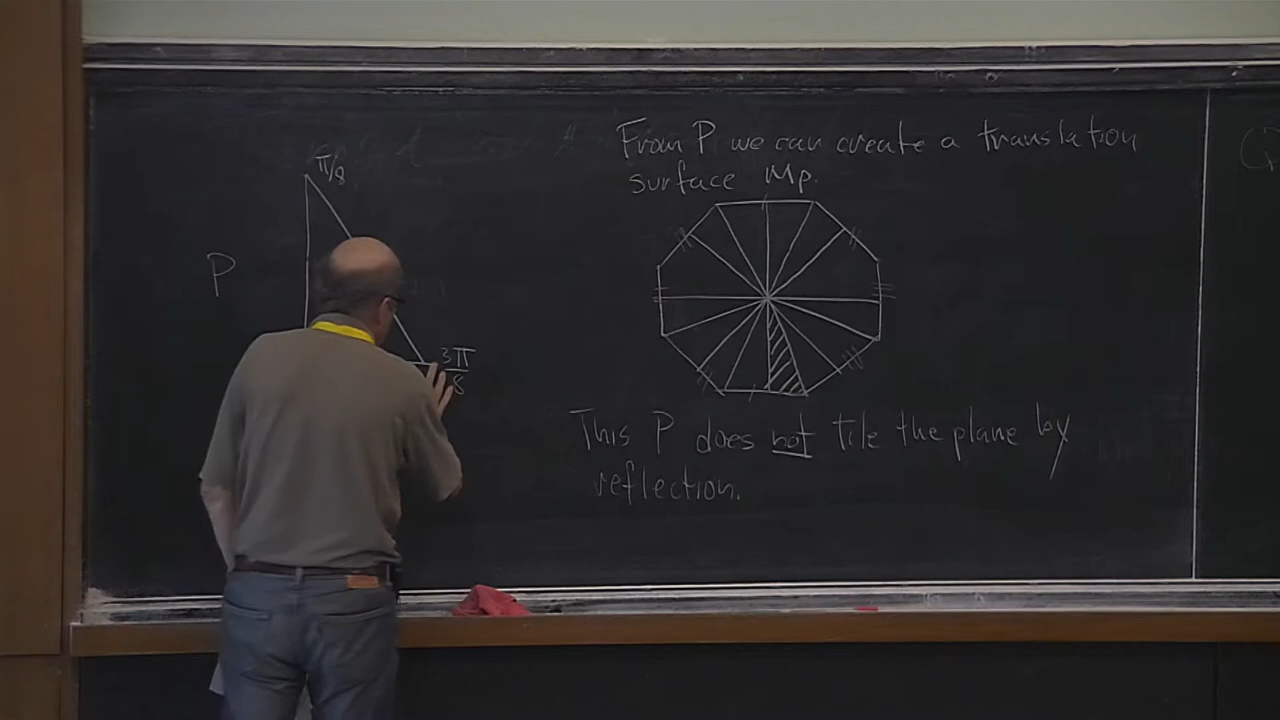 π/8
P
3π/8
From P we can create a translation
surface Mp.
This P does not tile the plane by
reflection.